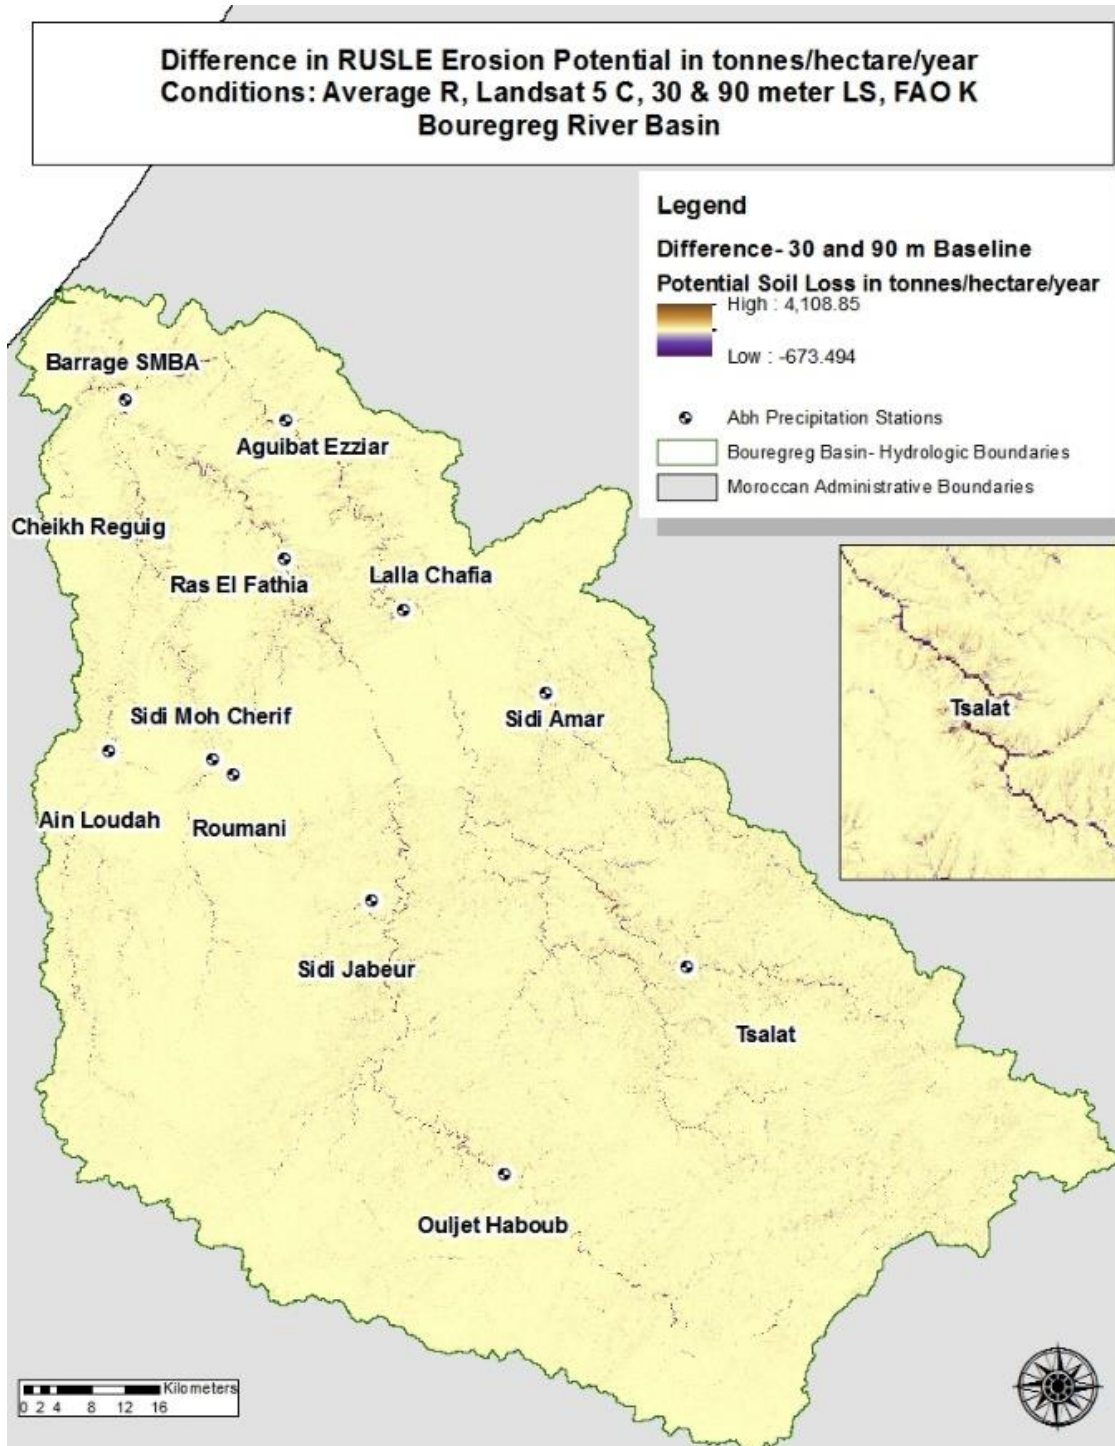 Difference in RUSLE Erosion Potential in tonnes/hectare/year
Conditions: Average R, Landsat 5 C, 30 & 90 meter LS, FAO K
Bouregreg River Basin
Legend
Difference- 30 and 90 m Baseline
Potential Soil Loss in tonnes/hectare/year
High : 4,108.85
Low : -673.494
Abh Precipitation Stations
Bouregreg Basin- Hydrologic Boundaries
Moroccan Administrative Boundaries
Barrage SMBA
Aguibat Ezziar
Cheikh Reguig
Ras El Fathia
Lalla Chafia
Sidi Moh Cherif
Sidi Amar
Tsalat
Ain Loudah
Roumani
Sidi Jabeur
Tsalat
Ouljet Haboub
Kilometers
0 2 4 8 12 16